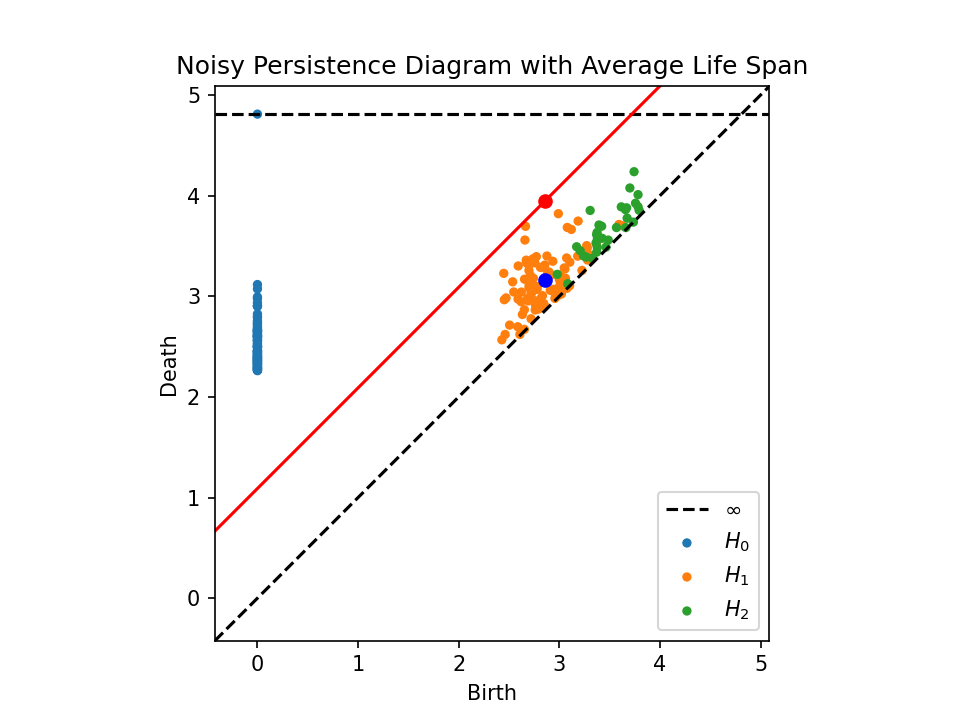 Noisy Persistence Diagram with Average Life Span
5
4
3
2
1
0
Death
0 1 2 3 4 5
Birth
∞
H₀
H₁
H₂